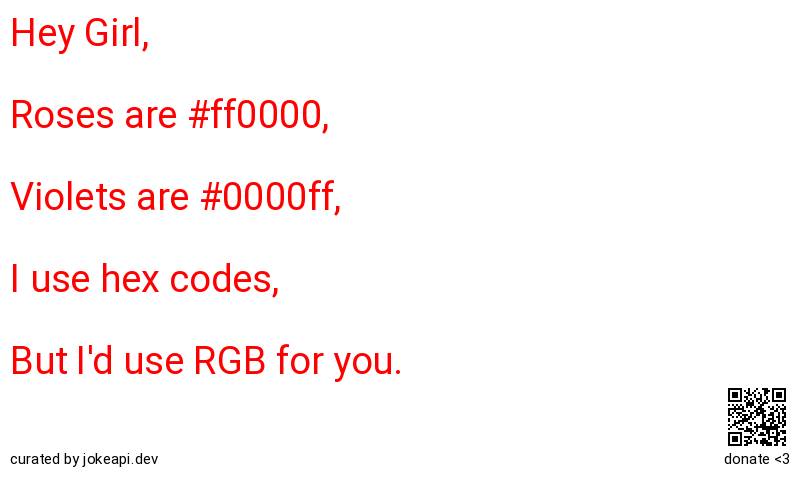 Hey Girl,
Roses are #ff0000,
Violets are #0000ff,
I use hex codes,
But I'd use RGB for you.
curated by jokeapi.dev
donate <3